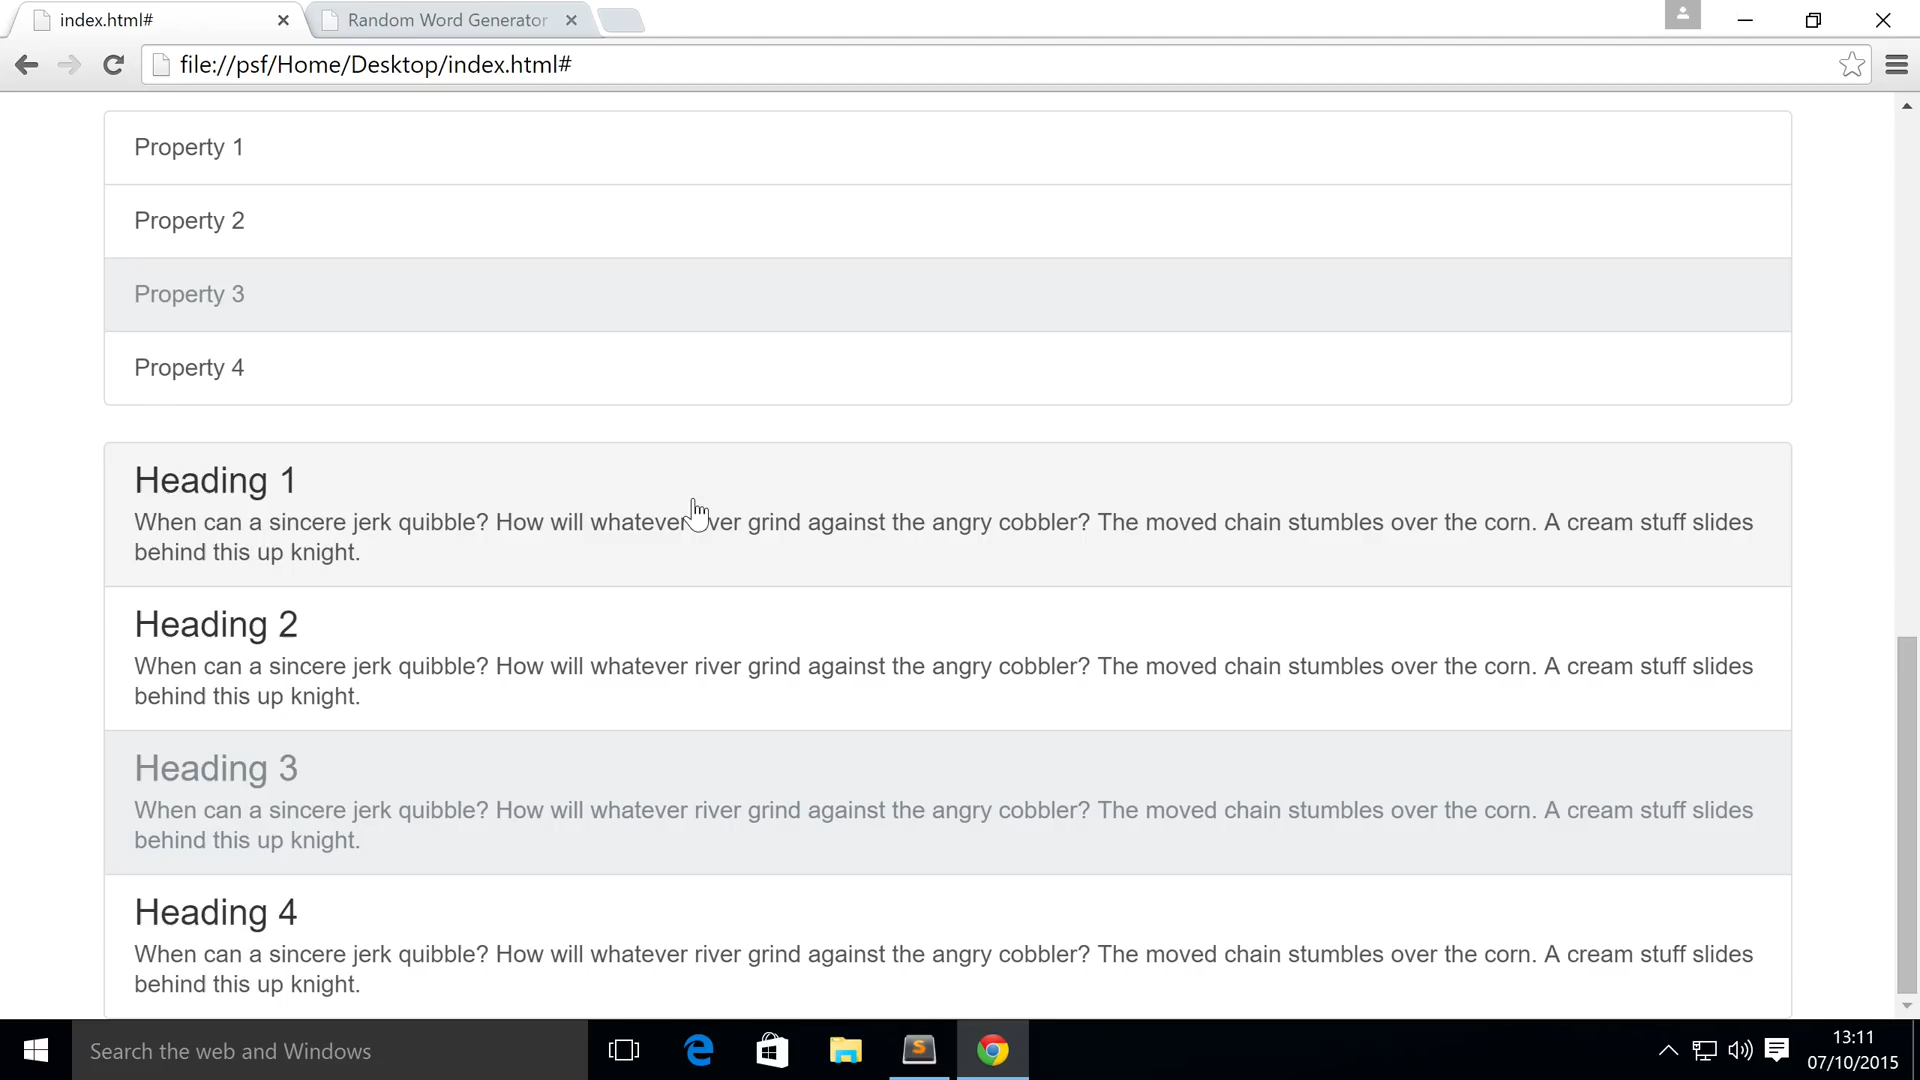 index.html#
Random Word Generator
file://psf/Home/Desktop/index.html#
Property 1
Property 2
Property 3
Property 4
Heading 1
When can a sincere jerk quibble? How will whatever ver grind against the angry cobbler? The moved chain stumbles over the corn. A cream stuff slides
behind this up knight.
Heading 2
When can a sincere jerk quibble? How will whatever river grind against the angry cobbler? The moved chain stumbles over the corn. A cream stuff slides
behind this up knight.
Heading 3
When can a sincere jerk quibble? How will whatever river grind against the angry cobbler? The moved chain stumbles over the corn. A cream stuff slides
behind this up knight.
Heading 4
When can a sincere jerk quibble? How will whatever river grind against the angry cobbler? The moved chain stumbles over the corn. A cream stuff slides
behind this up knight.
Search the web and Windows
13:11
07/10/2015